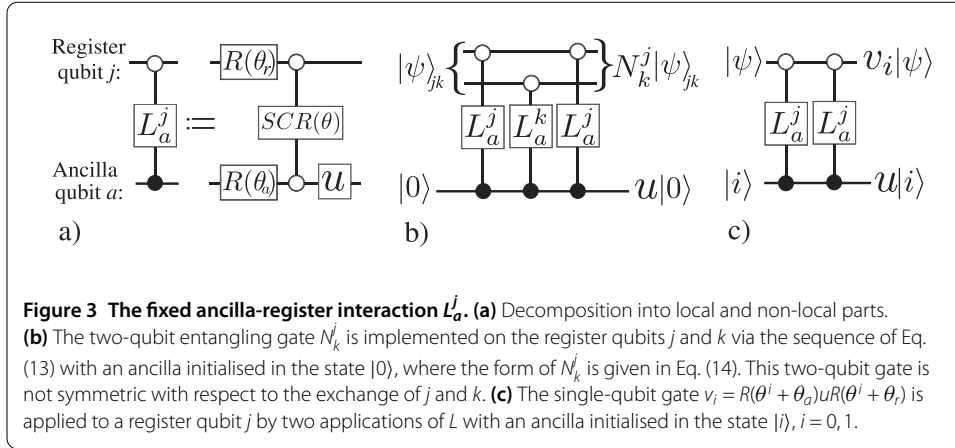 Register
qubit j:
L_a^j
:=
R(θ_r)
SCR(θ)
Ancilla
qubit a:
R(θ_a)
u
a)
|ψ⟩_jk
{
}
N_k^j|ψ⟩_jk
L_a^j L_a^k L_a^j
|0⟩
u|0⟩
b)
|ψ⟩
v_i|ψ⟩
L_a^j L_a^j
|i⟩
u|i⟩
c)
Figure 3 The fixed ancilla-register interaction L_a^j. (a) Decomposition into local and non-local parts.
(b) The two-qubit entangling gate N_k^j is implemented on the register qubits j and k via the sequence of Eq.
(13) with an ancilla initialised in the state |0⟩, where the form of N_k^j is given in Eq. (14). This two-qubit gate is
not symmetric with respect to the exchange of j and k. (c) The single-qubit gate v_i = R(θ^i + θ_a)uR(θ^i + θ_r) is
applied to a register qubit j by two applications of L with an ancilla initialised in the state |i⟩, i = 0, 1.